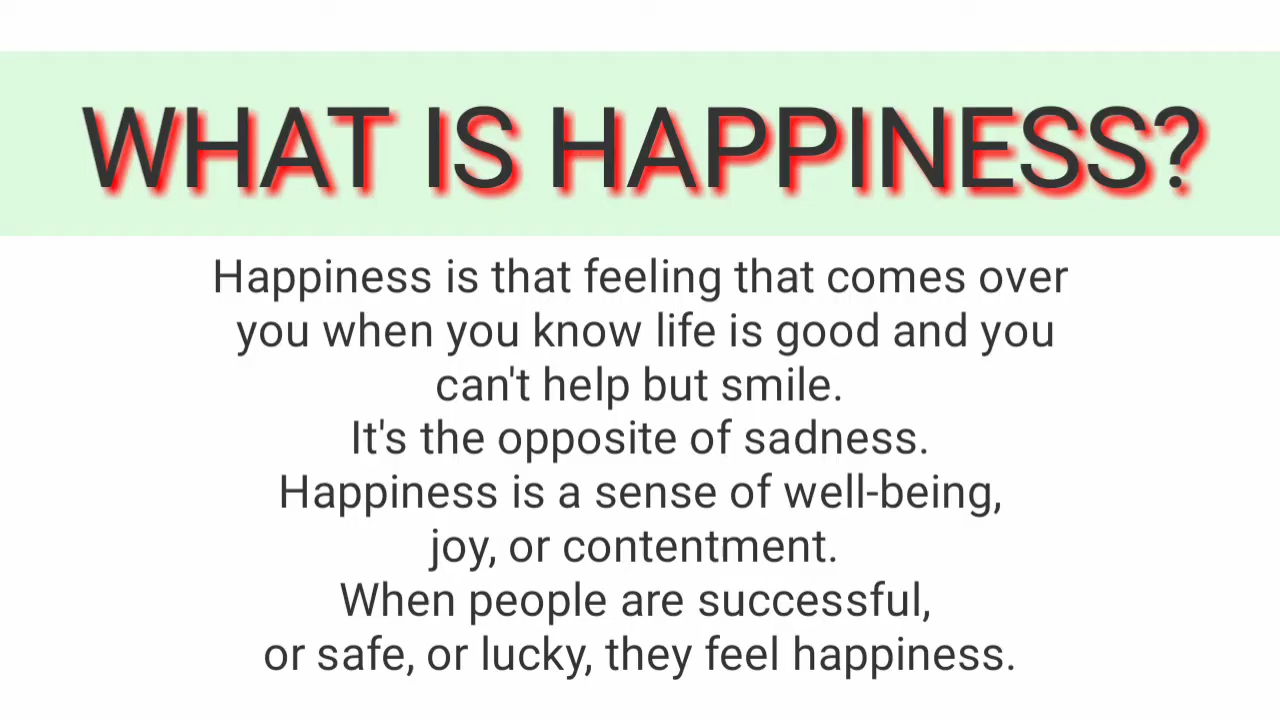 WHAT IS HAPPINESS?
Happiness is that feeling that comes over
you when you know life is good and you
can't help but smile.
It's the opposite of sadness.
Happiness is a sense of well-being,
joy, or contentment.
When people are successful,
or safe, or lucky, they feel happiness.